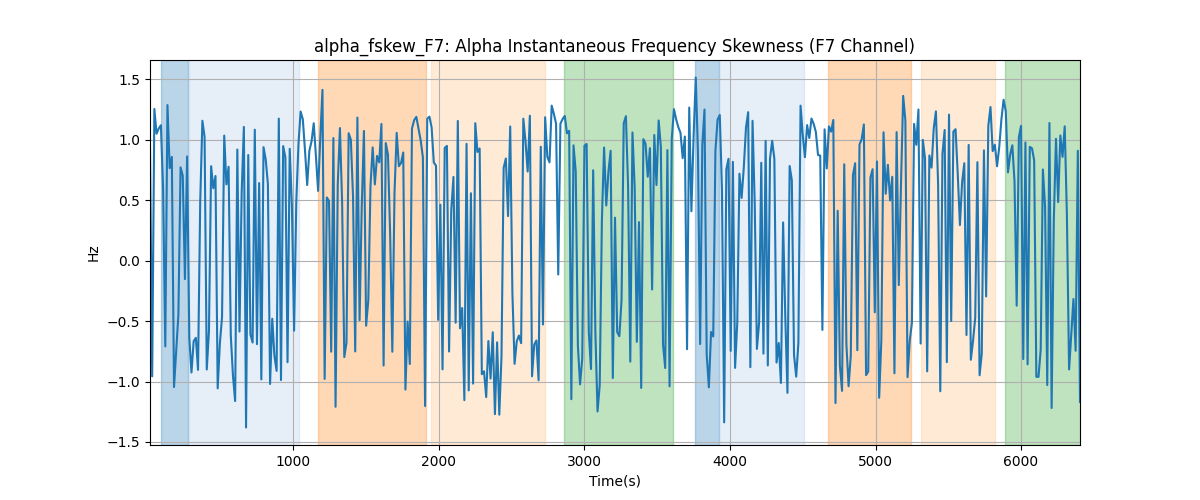 alpha_fskew_F7: Alpha Instantaneous Frequency Skewness (F7 Channel)
1.5
1.0
0.5
0.0
−0.5
−1.0
−1.5
Hz
1000 2000 3000 4000 5000 6000
Time(s)